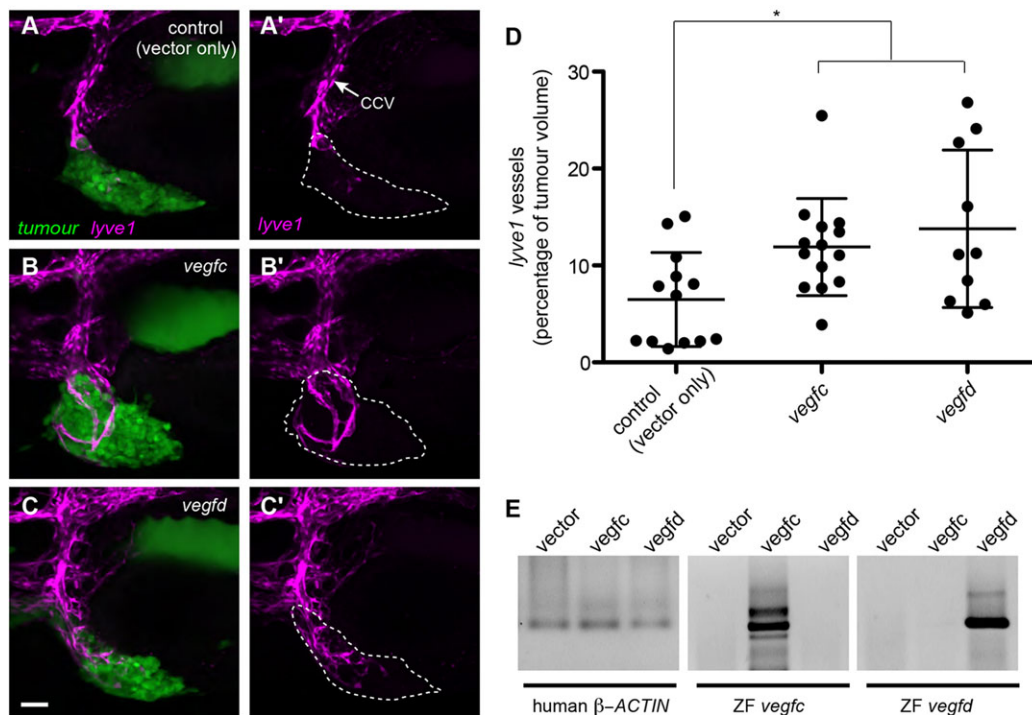 A
control
(vector only)
tumour lyve1
A'
CCV
lyve1
B
vegfc
B'
C
vegfd
C'
D
*
lyve1 vessels
(percentage of tumour volume)
30
20
10
0
control
(vector only)
vegfc
vegfd
E
vector
vegfc
vegfd
vector
vegfc
vegfd
vector
vegfc
vegfd
human β–ACTIN
ZF vegfc
ZF vegfd